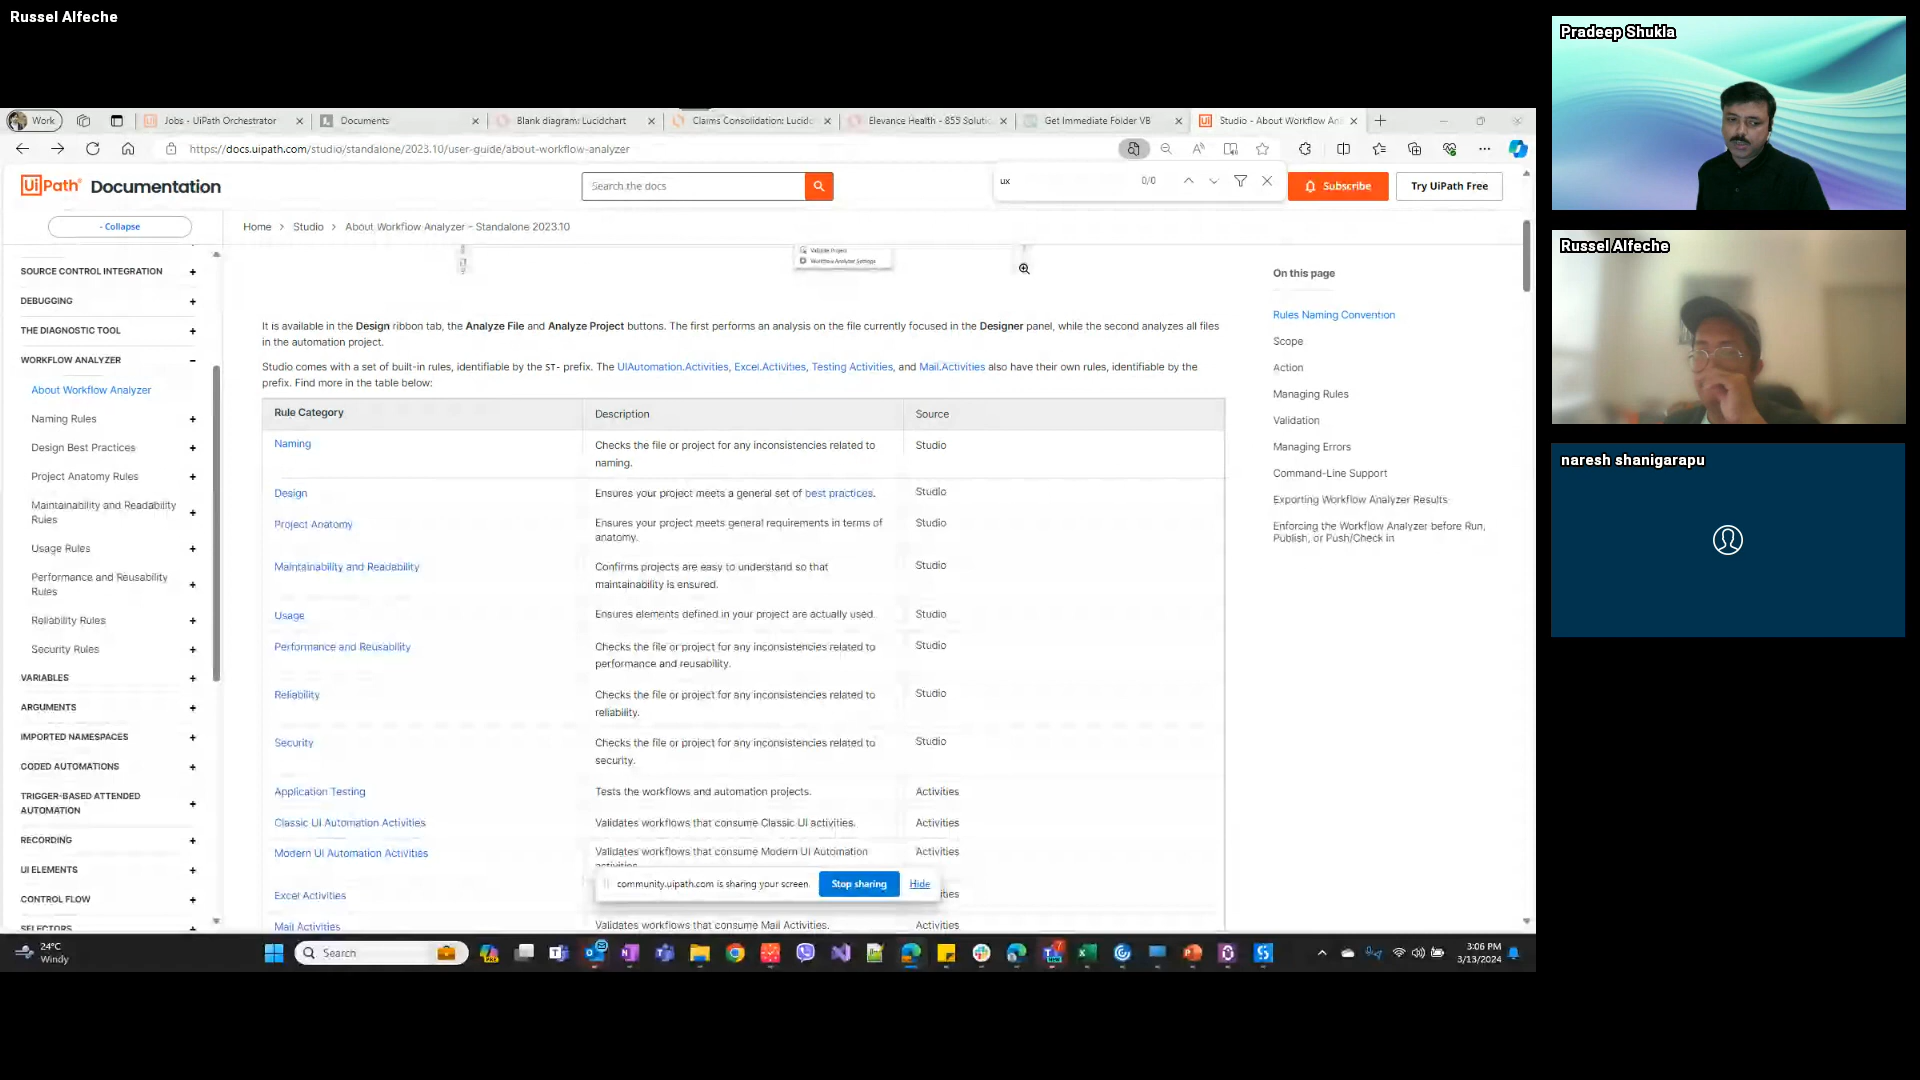 Russel Alfeche
Pradeep Shukla
Work
Jobs - UiPath Orchestrator
Documents
Blank diagram: Lucidchart
Claims Consolidation: Lucidc
Elevance Health - 855 Soluti
Get Immediate Folder VB
Studio - About Workflow An
https://docs.uipath.com/studio/standalone/2023.10/user-guide/about-workflow-analyzer
UiPath Documentation
Search the docs
ux
0/0
Subscribe
Try UiPath Free
- Collapse
Home > Studio > About Workflow Analyzer - Standalone 2023.10
Russel Alfeche
Validate Project
Workflow Analyzer Settings
SOURCE CONTROL INTEGRATION +
DEBUGGING +
THE DIAGNOSTIC TOOL +
WORKFLOW ANALYZER -
About Workflow Analyzer
Naming Rules +
Design Best Practices +
Project Anatomy Rules +
Maintainability and Readability
Rules +
Usage Rules +
Performance and Reusability
Rules +
Reliability Rules +
Security Rules +
VARIABLES +
ARGUMENTS +
IMPORTED NAMESPACES +
CODED AUTOMATIONS +
TRIGGER-BASED ATTENDED
AUTOMATION +
RECORDING +
UI ELEMENTS +
CONTROL FLOW +
SELECTORS
It is available in the Design ribbon tab, the Analyze File and Analyze Project buttons. The first performs an analysis on the file currently focused in the Designer panel, while the second analyzes all files
in the automation project.
Studio comes with a set of built-in rules, identifiable by the ST- prefix. The UIAutomation.Activities, Excel.Activities, Testing Activities, and Mail.Activities also have their own rules, identifiable by the
prefix. Find more in the table below:
Rule Category Description Source
Naming Checks the file or project for any inconsistencies related to Studio
naming.
Design Ensures your project meets a general set of best practices. Studio
Project Anatomy Ensures your project meets general requirements in terms of Studio
anatomy.
Maintainability and Readability Confirms projects are easy to understand so that Studio
maintainability is ensured.
Usage Ensures elements defined in your project are actually used. Studio
Performance and Reusability Checks the file or project for any inconsistencies related to Studio
performance and reusability.
Reliability Checks the file or project for any inconsistencies related to Studio
reliability.
Security Checks the file or project for any inconsistencies related to Studio
security.
Application Testing Tests the workflows and automation projects. Activities
Classic UI Automation Activities Validates workflows that consume Classic UI activities. Activities
Modern UI Automation Activities Validates workflows that consume Modern UI Automation Activities
activities.
Excel Activities
Mail Activities Validates workflows that consume Mail Activities. Activities
community.uipath.com is sharing your screen. Stop sharing Hide
On this page
Rules Naming Convention
Scope
Action
Managing Rules
Validation
Managing Errors
Command-Line Support
Exporting Workflow Analyzer Results
Enforcing the Workflow Analyzer before Run,
Publish, or Push/Check in
naresh shanigarapu
24°C
Windy
Search
3:06 PM
3/13/2024